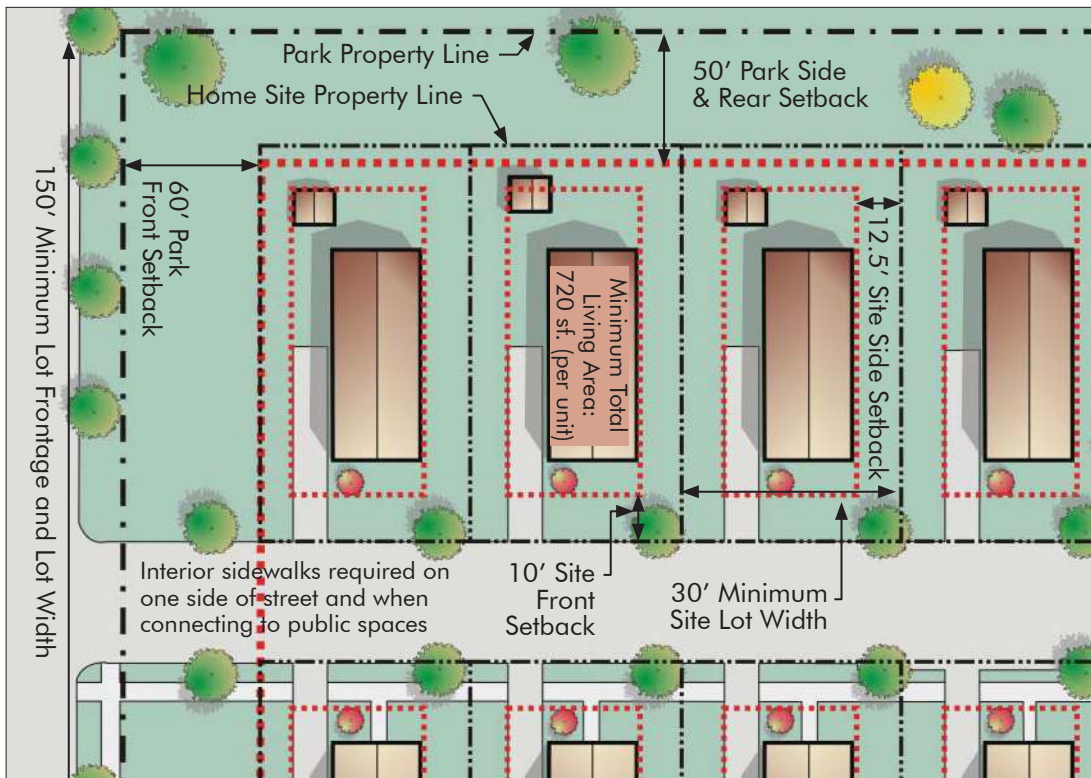 Park Property Line
Home Site Property Line
50’ Park Side
& Rear Setback
150’ Minimum Lot Frontage and Lot Width
60’ Park
Front Setback
Minimum Total
Living Area:
720 sf. (per unit)
12.5’ Site Side Setback
Interior sidewalks required on
one side of street and when
connecting to public spaces
10’ Site
Front
Setback
30’ Minimum
Site Lot Width